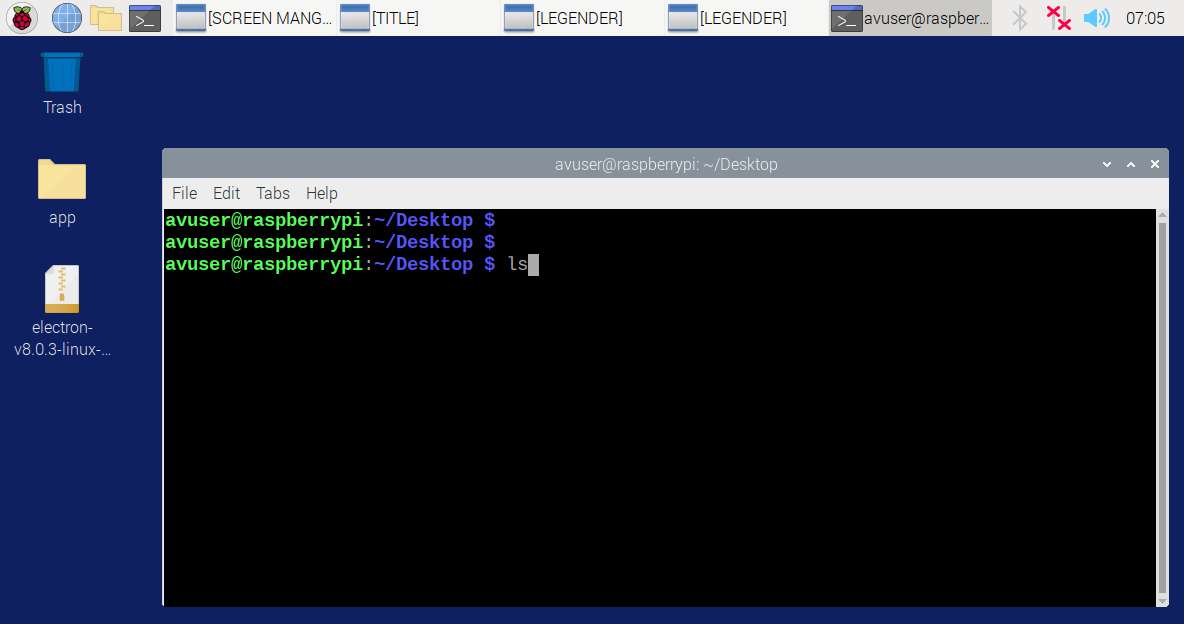 [SCREEN MANG... [TITLE] [LEGENDER] [LEGENDER] avuser@raspber... 07:05
Trash
app
electron-
v8.0.3-linux-...
avuser@raspberrypi: ~/Desktop
File Edit Tabs Help
avuser@raspberrypi:~/Desktop $
avuser@raspberrypi:~/Desktop $
avuser@raspberrypi:~/Desktop $ ls